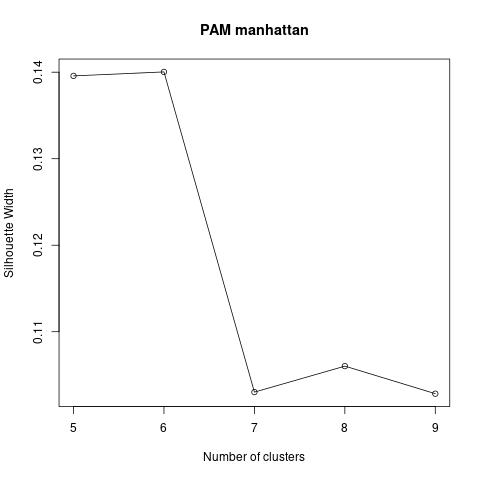 PAM manhattan
Silhouette Width
0.14
0.13
0.12
0.11
5 6 7 8 9
Number of clusters